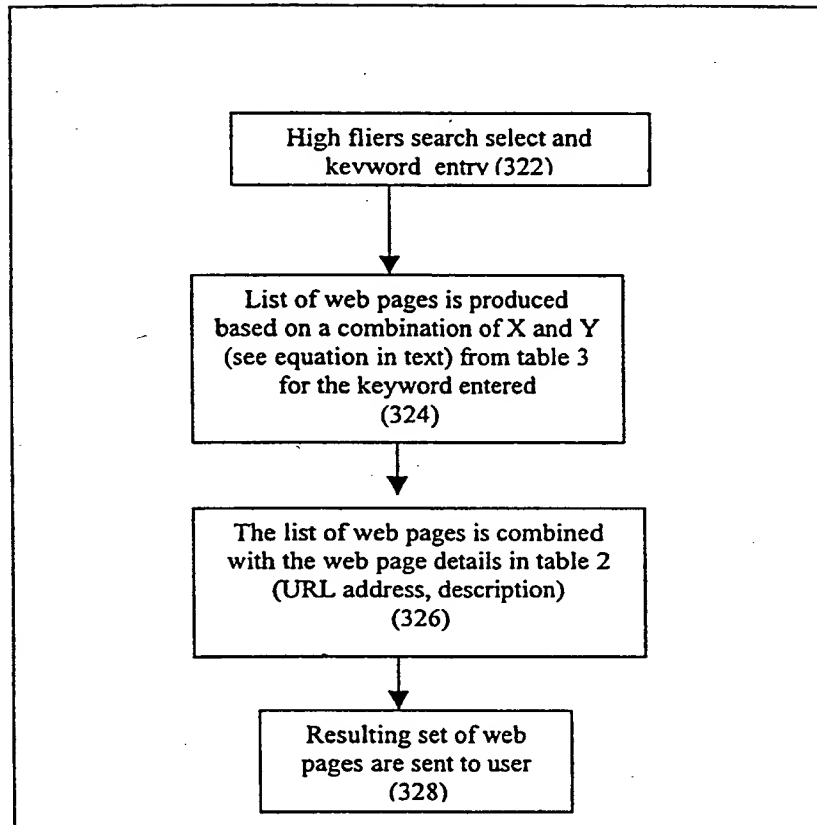 High fliers search select and
keyword entry (322)
List of web pages is produced
based on a combination of X and Y
(see equation in text) from table 3
for the keyword entered
(324)
The list of web pages is combined
with the web page details in table 2
(URL address, description)
(326)
Resulting set of web
pages are sent to user
(328)